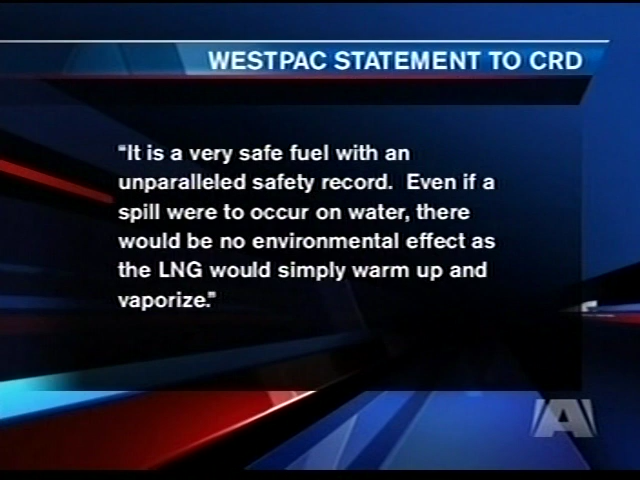 WESTPAC STATEMENT TO CRD
"It is a very safe fuel with an
unparalleled safety record.  Even if a
spill were to occur on water, there
would be no environmental effect as
the LNG would simply warm up and
vaporize."
A